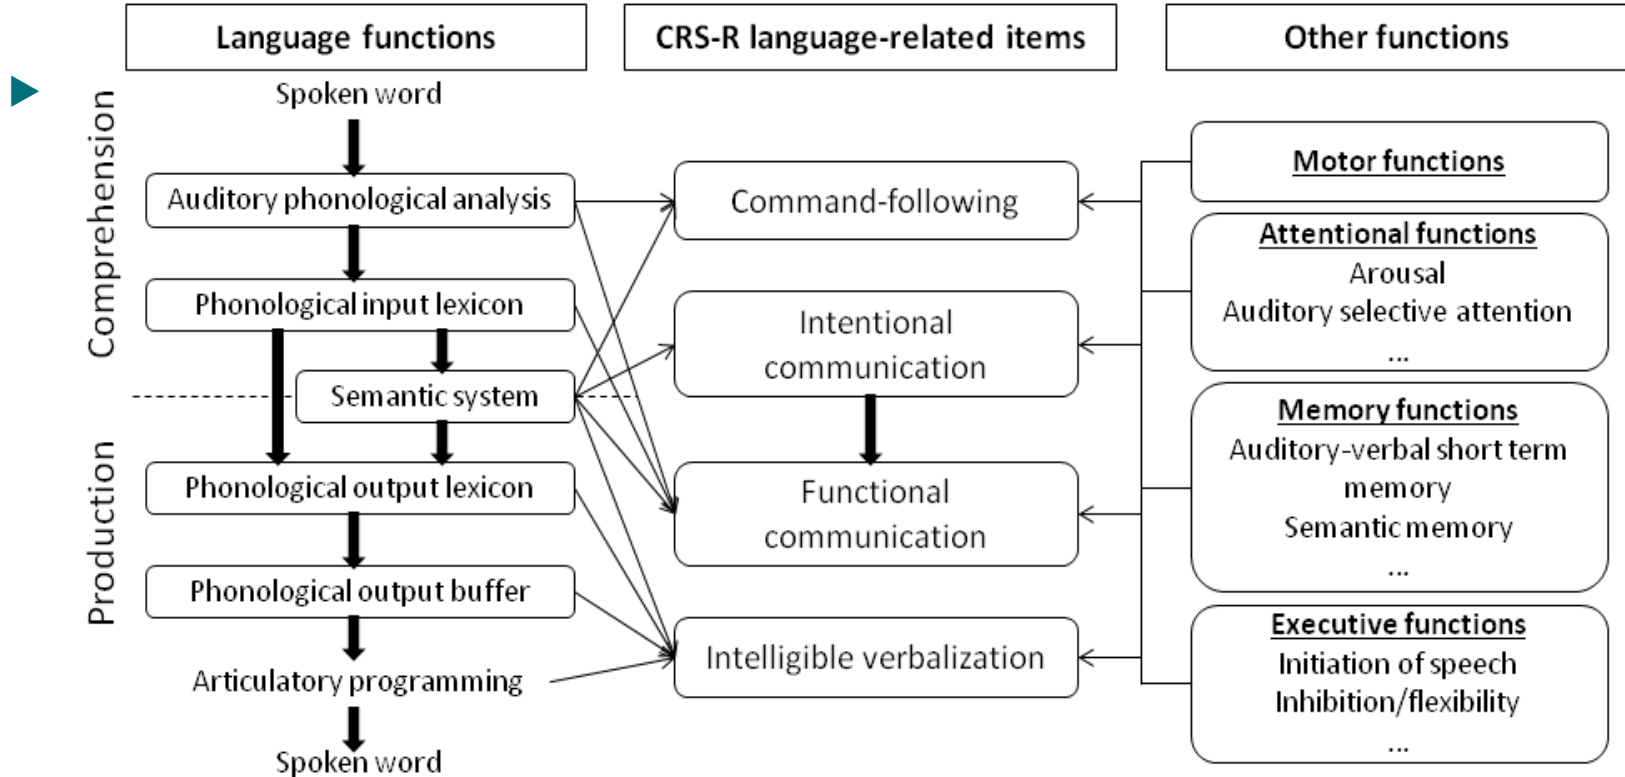 Language functions
CRS-R language-related items
Other functions
Comprehension
Production
Spoken word
Auditory phonological analysis
Phonological input lexicon
Semantic system
Phonological output lexicon
Phonological output buffer
Articulatory programming
Spoken word
Command-following
Intentional
communication
Functional
communication
Intelligible verbalization
Motor functions
Attentional functions
Arousal
Auditory selective attention
...
Memory functions
Auditory-verbal short term
memory
Semantic memory
...
Executive functions
Initiation of speech
Inhibition/flexibility
...